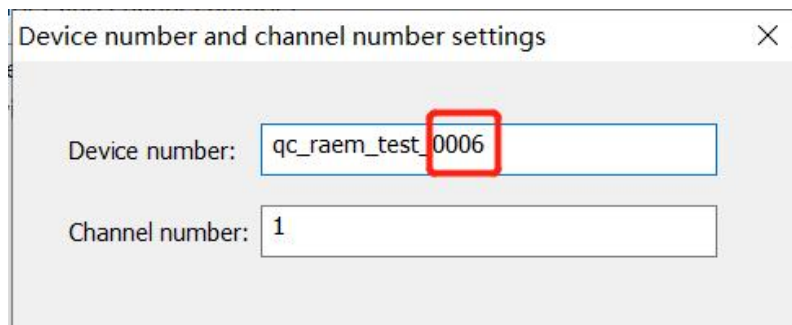 Device number and channel number settings
Device number: qc_raem_test_0006
Channel number: 1